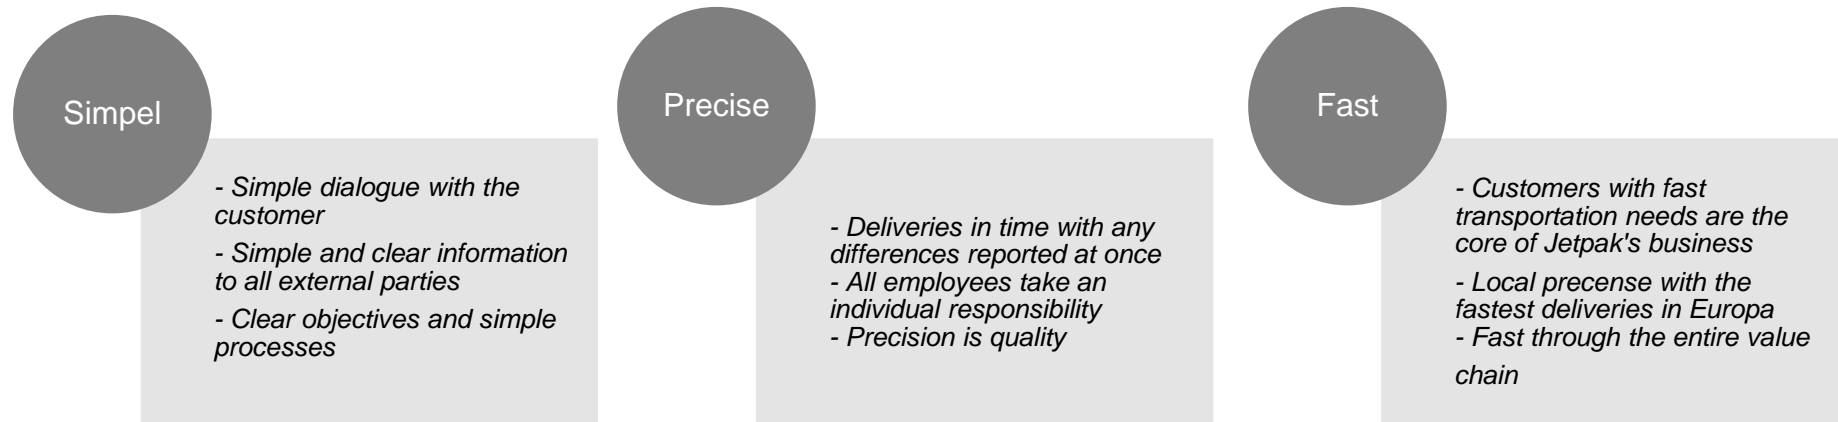 Simpel
- Simple dialogue with the
customer
- Simple and clear information
to all external parties
- Clear objectives and simple
processes
Precise
- Deliveries in time with any
differences reported at once
- All employees take an
individual responsibility
- Precision is quality
Fast
- Customers with fast
transportation needs are the
core of Jetpak's business
- Local precense with the
fastest deliveries in Europa
- Fast through the entire value
chain